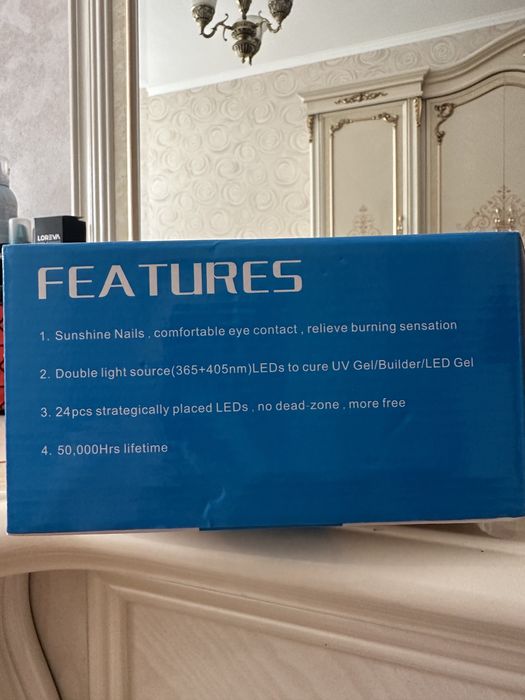 LOREVA
FEATURES
1. Sunshine Nails , comfortable eye contact , relieve burning sensation
2. Double light source(365+405nm)LEDs to cure UV Gel/Builder/LED Gel
3. 24pcs strategically placed LEDs , no dead-zone , more free
4. 50,000Hrs lifetime